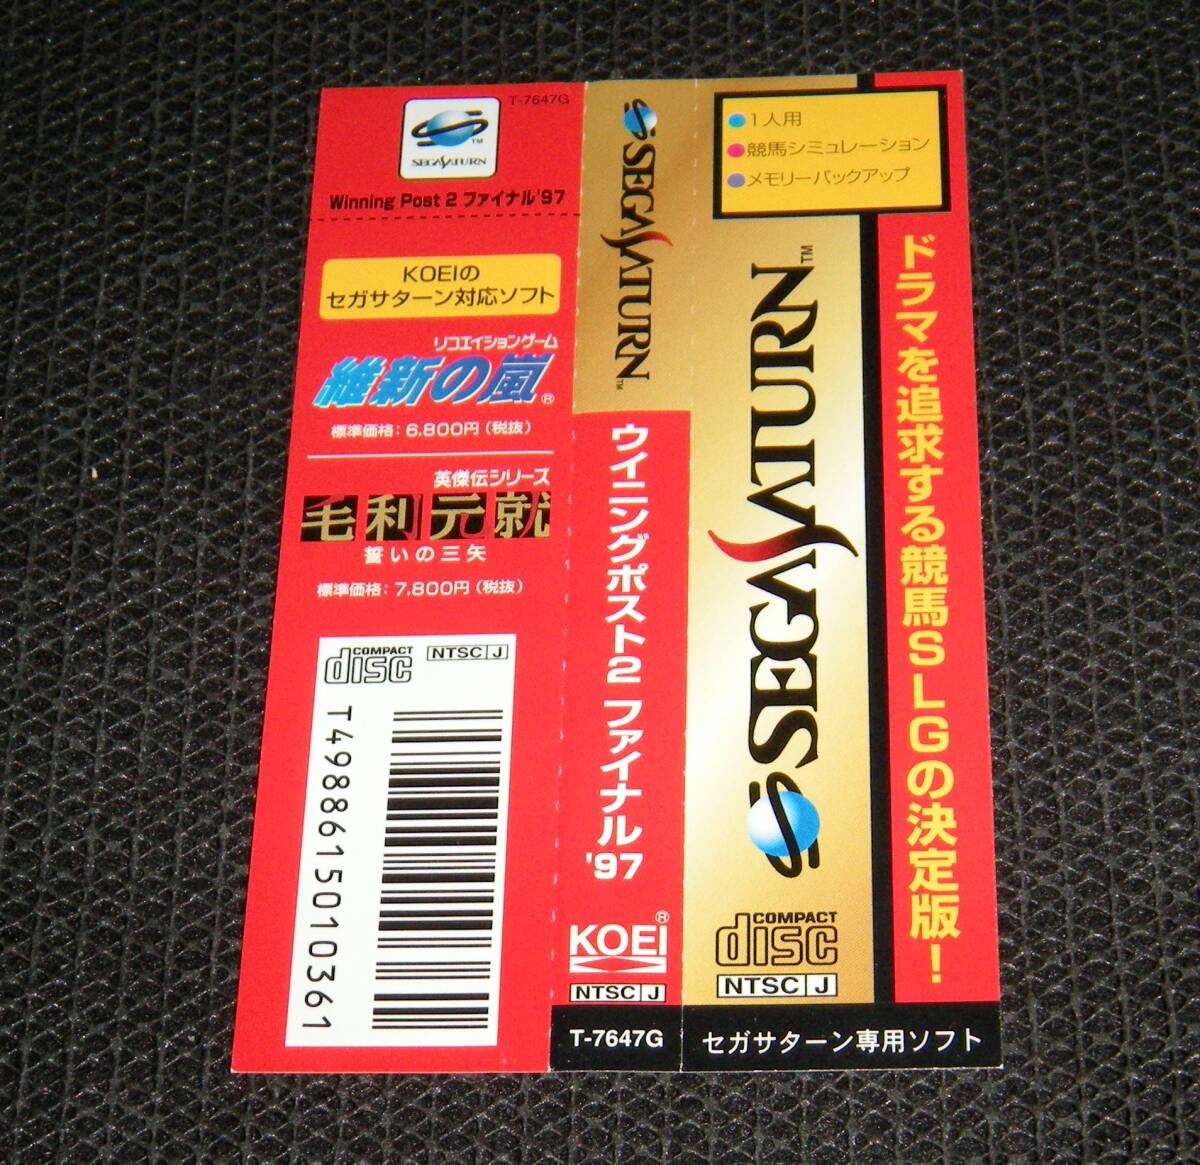 T-7647G
TM
SEGA SATURN
Winning Post 2 ファイナル'97
KOEIの
セガサターン対応ソフト
リコエイションゲーム
維新の嵐®
標準価格：6,800円（税抜）
英傑伝シリーズ
毛利元就
誓いの三矢
標準価格：7,800円（税抜）
COMPACT
disc
NTSC J
T4988615010361
SEGA SATURN™
ウイニングポスト2 ファイナル'97
KOEI®
NTSC J
T-7647G
1人用
競馬シミュレーション
メモリーバックアップ
SEGA SATURN™
COMPACT
disc
NTSC J
セガサターン専用ソフト
ドラマを追求する競馬SLGの決定版！